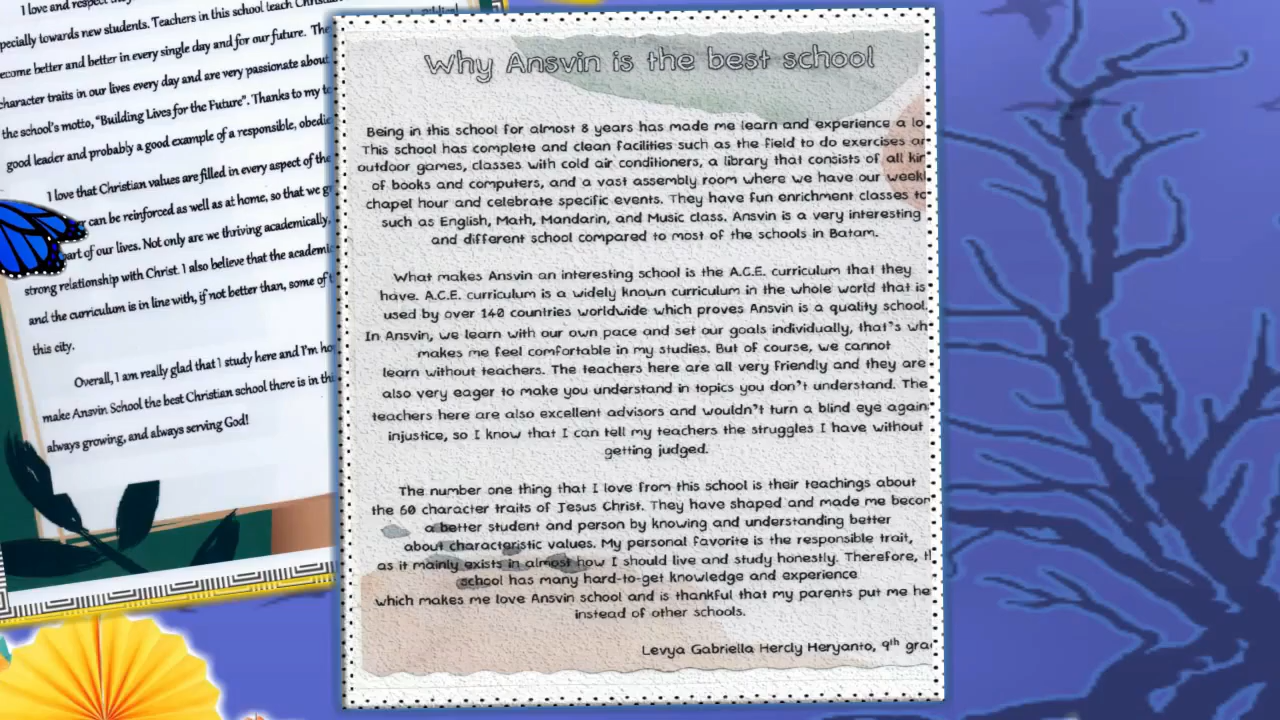 I love and respect
pecially towards new students. Teachers in this school teach
ecome better and better in every single day and for our future. The
character traits in our lives every day and are very passionate about
the school's motto, "Building Lives for the Future". Thanks to my
good leader and probably a good example of a responsible,
I love that Christian values are filled in every aspect of the
can be reinforced as well as at home, so that we
part of our lives. Not only are we thriving academically,
strong relationship with Christ. I also believe that the
and the curriculum is in line with, if not better than, some of
this city.
Overall, I am really glad that I study here and I'm
make Ansvin School the best Christian school there is in
always growing, and always serving God!
Why Ansvin is the best school
Being in this school for almost 8 years has made me learn and experience a lo
This school has complete and clean facilities such as the field to do exercises or
outdoor games, classes with cold air conditioners, a library that consists of all kin
of books and computers, and a vast assembly room where we have our weekl
chapel hour and celebrate specific events. They have fun enrichment classes to
such as English, Math, Mandarin, and Music class. Ansvin is a very interesting
and different school compared to most of the schools in Batam.
What makes Ansvin an interesting school is the A.C.E. curriculum that they
have. A.C.E. curriculum is a widely known curriculum in the whole world that is
used by over 140 countries worldwide which proves Ansvin is a quality school.
In Ansvin, we learn with our own pace and set our goals individually, that's wh
makes me feel comfortable in my studies. But of course, we cannot
learn without teachers. The teachers here are all very friendly and they are
also very eager to make you understand in topics you don't understand. The
teachers here are also excellent advisors and wouldn't turn a blind eye again
injustice, so I know that I can tell my teachers the struggles I have without
getting judged.
The number one thing that I love from this school is their teachings about
the 60 character traits of Jesus Christ. They have shaped and made me becom
a better student and person by knowing and understanding better
about characteristic values. My personal favorite is the responsible trait,
as it mainly exists in almost how I should live and study honestly. Therefore, th
school has many hard-to-get knowledge and experience
which makes me love Ansvin school and is thankful that my parents put me he
instead of other schools.
Levya Gabriella Hercly Heryanto, 9th gra